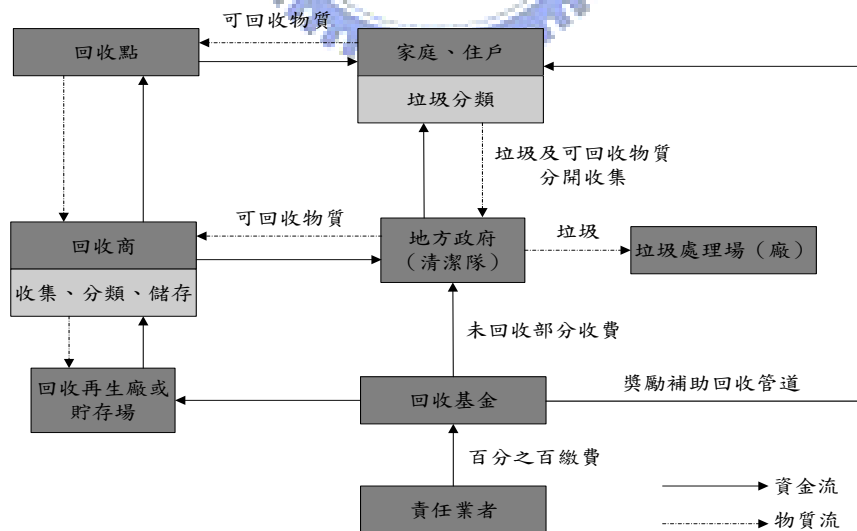 可回收物質
回收點
家庭、住戶
垃圾分類
垃圾及可回收物質
分開收集
可回收物質
回收商
收集、分類、儲存
地方政府
（清潔隊）
垃圾
垃圾處理場（廠）
未回收部分收費
回收再生廠或
貯存場
回收基金
獎勵補助回收管道
百分之百繳費
責任業者
資金流
物質流